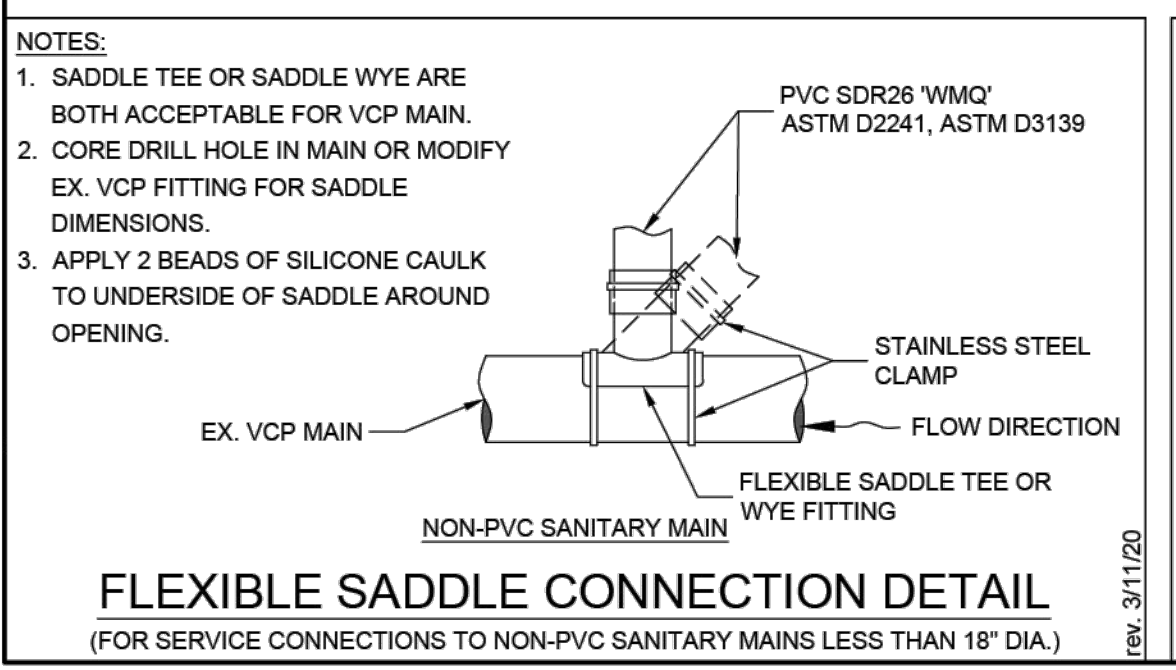 NOTES:
1. SADDLE TEE OR SADDLE WYE ARE
BOTH ACCEPTABLE FOR VCP MAIN.
2. CORE DRILL HOLE IN MAIN OR MODIFY
EX. VCP FITTING FOR SADDLE
DIMENSIONS.
3. APPLY 2 BEADS OF SILICONE CAULK
TO UNDERSIDE OF SADDLE AROUND
OPENING.
PVC SDR26 'WMQ'
ASTM D2241, ASTM D3139
STAINLESS STEEL
CLAMP
EX. VCP MAIN
FLOW DIRECTION
FLEXIBLE SADDLE TEE OR
WYE FITTING
NON-PVC SANITARY MAIN
FLEXIBLE SADDLE CONNECTION DETAIL
(FOR SERVICE CONNECTIONS TO NON-PVC SANITARY MAINS LESS THAN 18" DIA.)
rev. 3/11/20